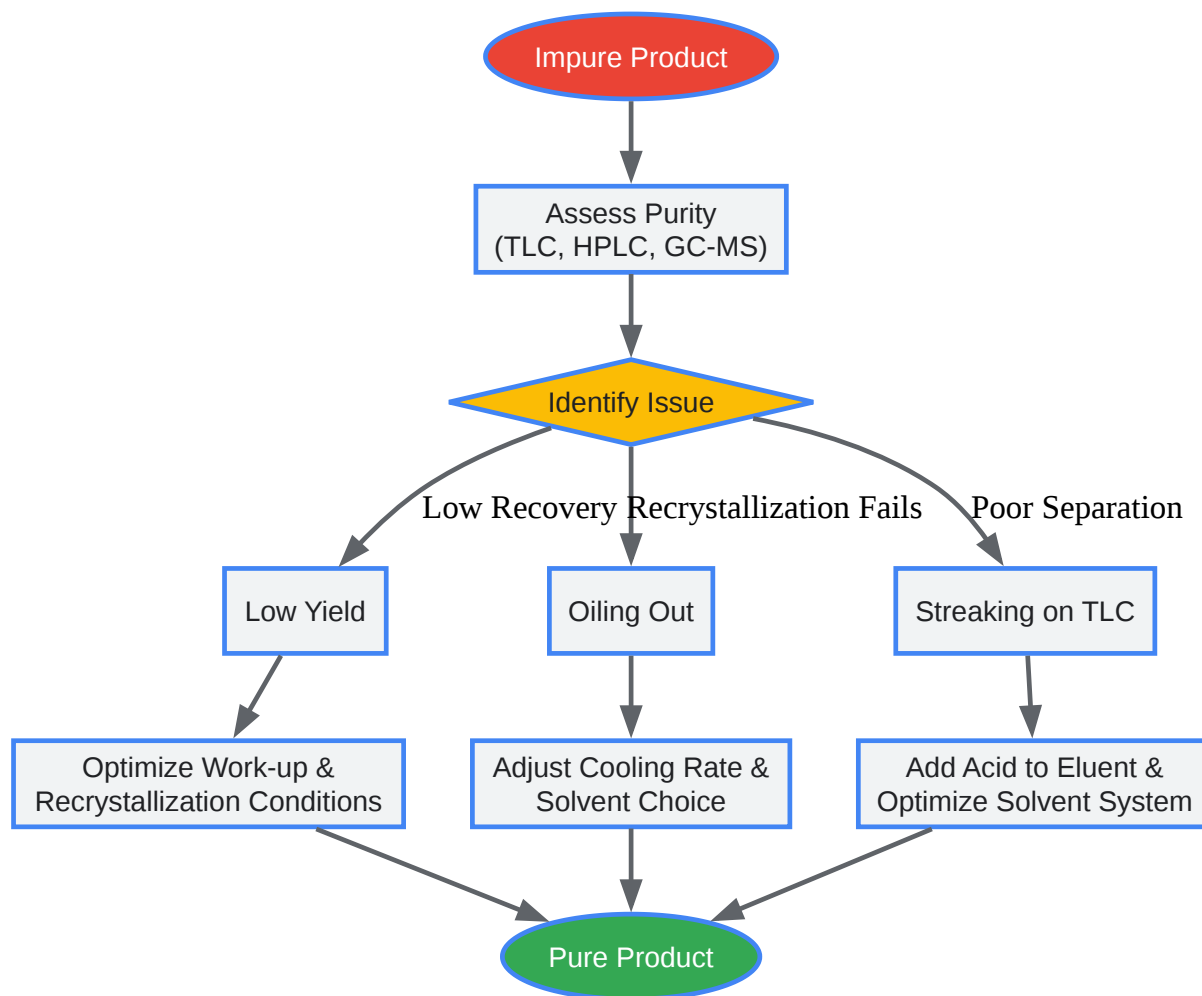 Impure Product
Assess Purity
(TLC, HPLC, GC-MS)
Identify Issue
Low Recovery
Recrystallization Fails
Poor Separation
Low Yield
Oiling Out
Streaking on TLC
Optimize Work-up &
Recrystallization Conditions
Adjust Cooling Rate &
Solvent Choice
Add Acid to Eluent &
Optimize Solvent System
Pure Product